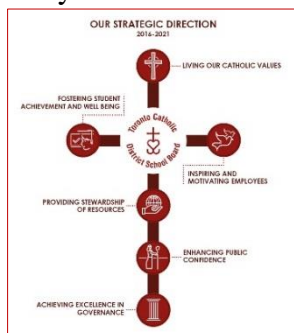 OUR STRATEGIC DIRECTION
2016-2021
LIVING OUR CATHOLIC VALUES
FOSTERING STUDENT
ACHIEVEMENT AND WELL BEING
Toronto Catholic
District School Board
INSPIRING AND
MOTIVATING EMPLOYEES
PROVIDING STEWARDSHIP
OF RESOURCES
ENHANCING PUBLIC
CONFIDENCE
ACHIEVING EXCELLENCE IN
GOVERNANCE